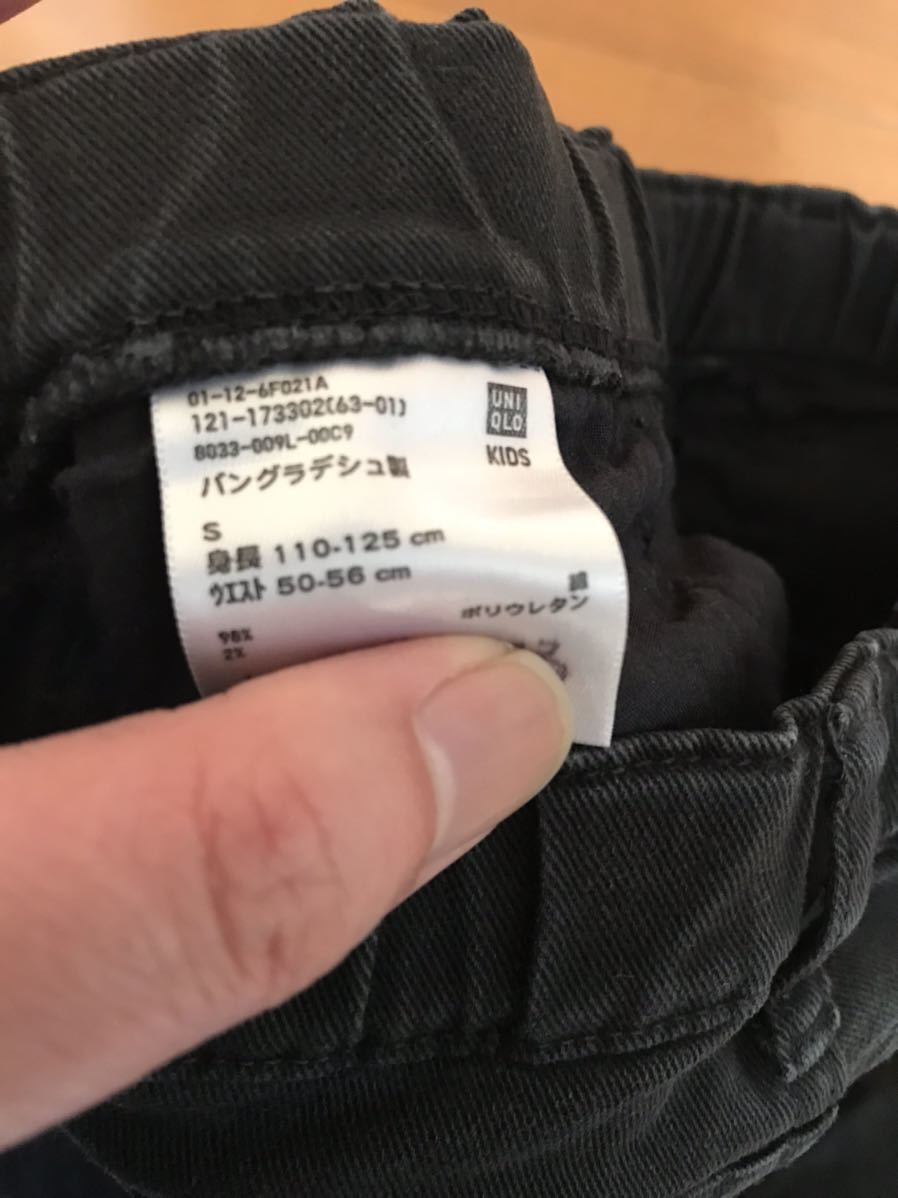 01-12-6F021A
121-173302(63-01)
8033-009L-00C9
バングラデシュ製
UNI
QLO
KIDS
S
身長 110-125 cm
ウエスト 50-56 cm
綿
ポリウレタン
98%
2%